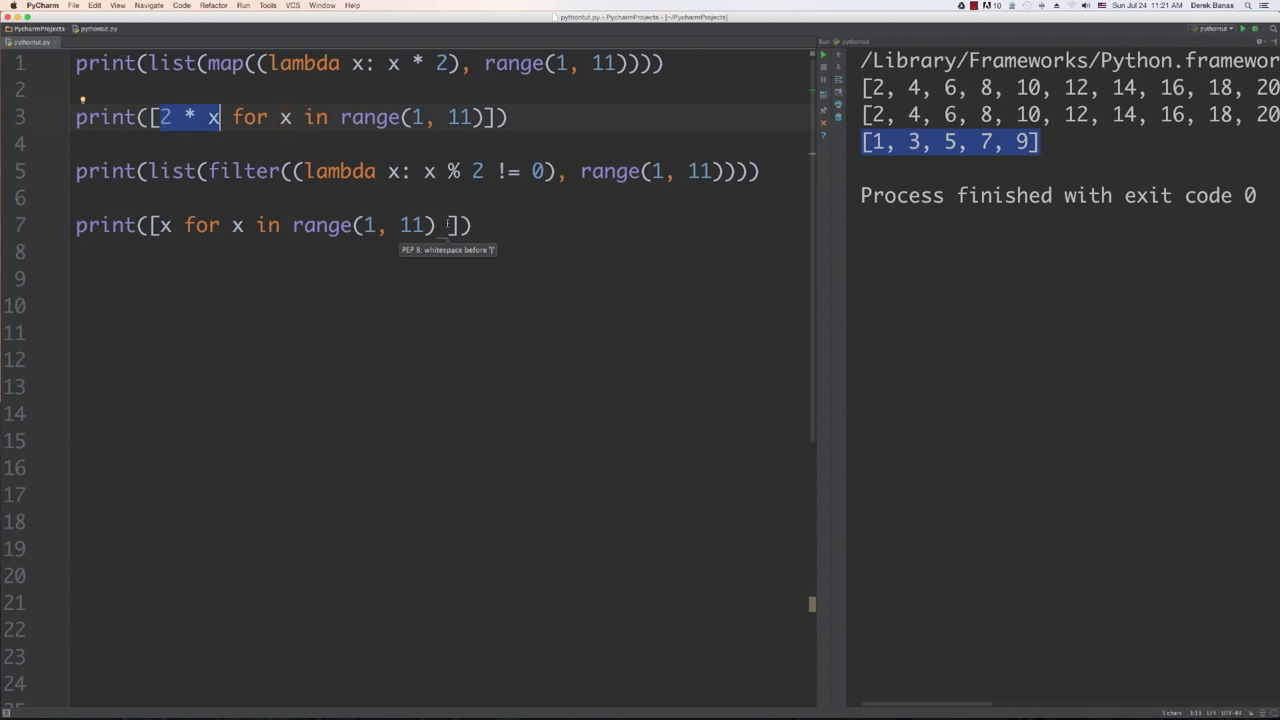 PyCharm File Edit View Navigate Code Refactor Run Tools VCS Window Help
10 Sun Jul 24 11:21 AM Derek Banas
pythontut.py - PycharmProjects - [~/PycharmProjects]
PycharmProjects pythontut.py
pythontut
pythontut.py
Run: pythontut
1 print(list(map((lambda x: x * 2), range(1, 11))))
2
3 print([2 * x for x in range(1, 11)])
4
5 print(list(filter((lambda x: x % 2 != 0), range(1, 11))))
6
7 print([x for x in range(1, 11) ])
PEP 8: whitespace before ']'
8
9
10
11
12
13
14
15
16
17
18
19
20
21
22
23
24
25
/Library/Frameworks/Python.framework
[2, 4, 6, 8, 10, 12, 14, 16, 18, 20
[2, 4, 6, 8, 10, 12, 14, 16, 18, 20
[1, 3, 5, 7, 9]
Process finished with exit code 0
5 chars 3:13 LF÷ UTF-8÷